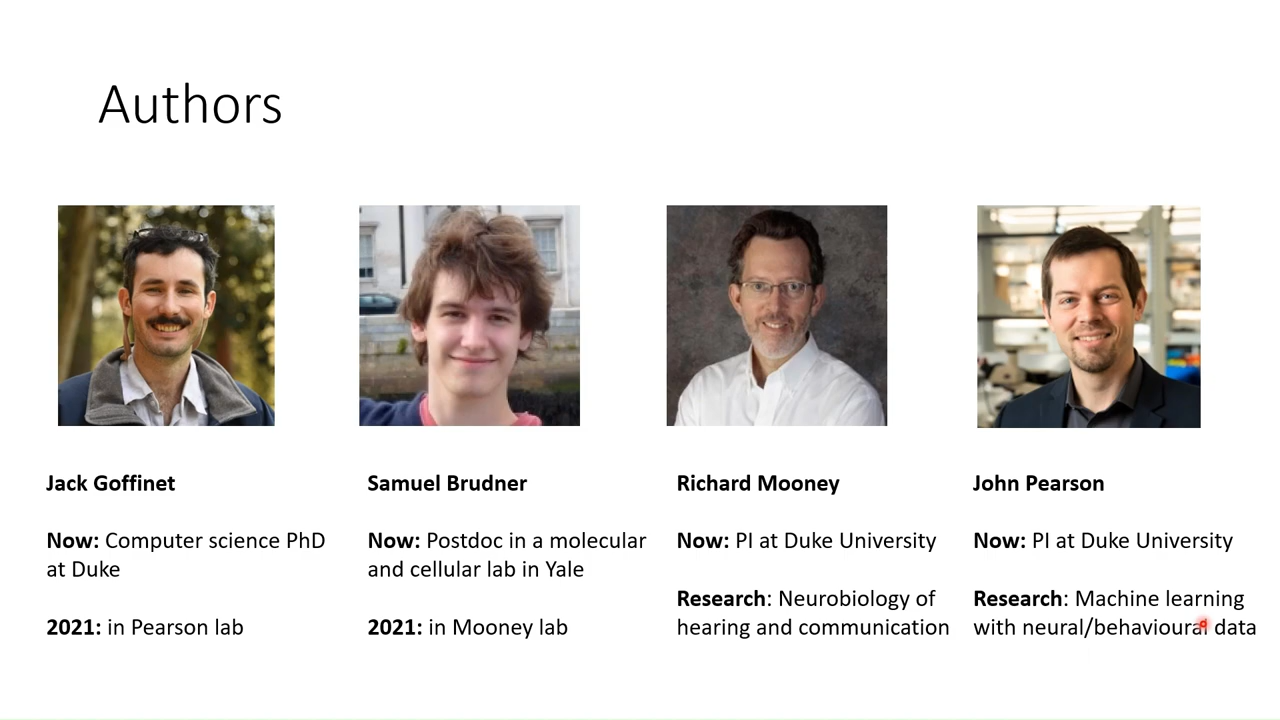 Authors
Jack Goffinet
Now: Computer science PhD
at Duke
2021: in Pearson lab
Samuel Brudner
Now: Postdoc in a molecular
and cellular lab in Yale
2021: in Mooney lab
Richard Mooney
Now: PI at Duke University
Research: Neurobiology of
hearing and communication
John Pearson
Now: PI at Duke University
Research: Machine learning
with neural/behavioural data